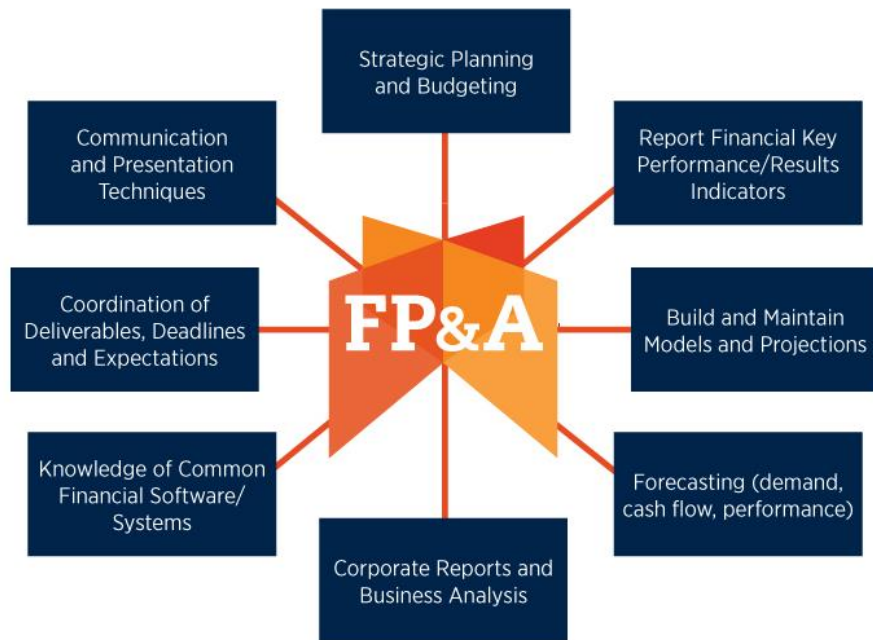 Strategic Planning
and Budgeting
Communication
and Presentation
Techniques
Report Financial Key
Performance/Results
Indicators
Coordination of
Deliverables, Deadlines
and Expectations
FP&A
Build and Maintain
Models and Projections
Knowledge of Common
Financial Software/
Systems
Forecasting (demand,
cash flow, performance)
Corporate Reports and
Business Analysis